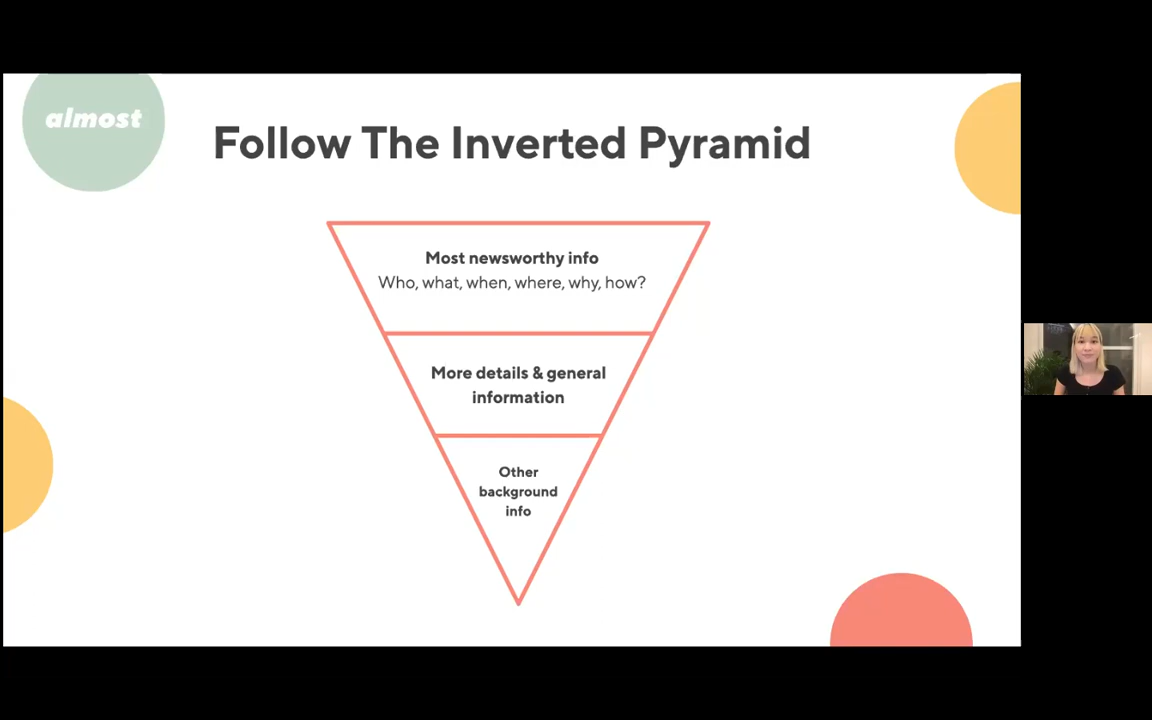 almost
Follow The Inverted Pyramid
Most newsworthy info
Who, what, when, where, why, how?
More details & general
information
Other
background
info